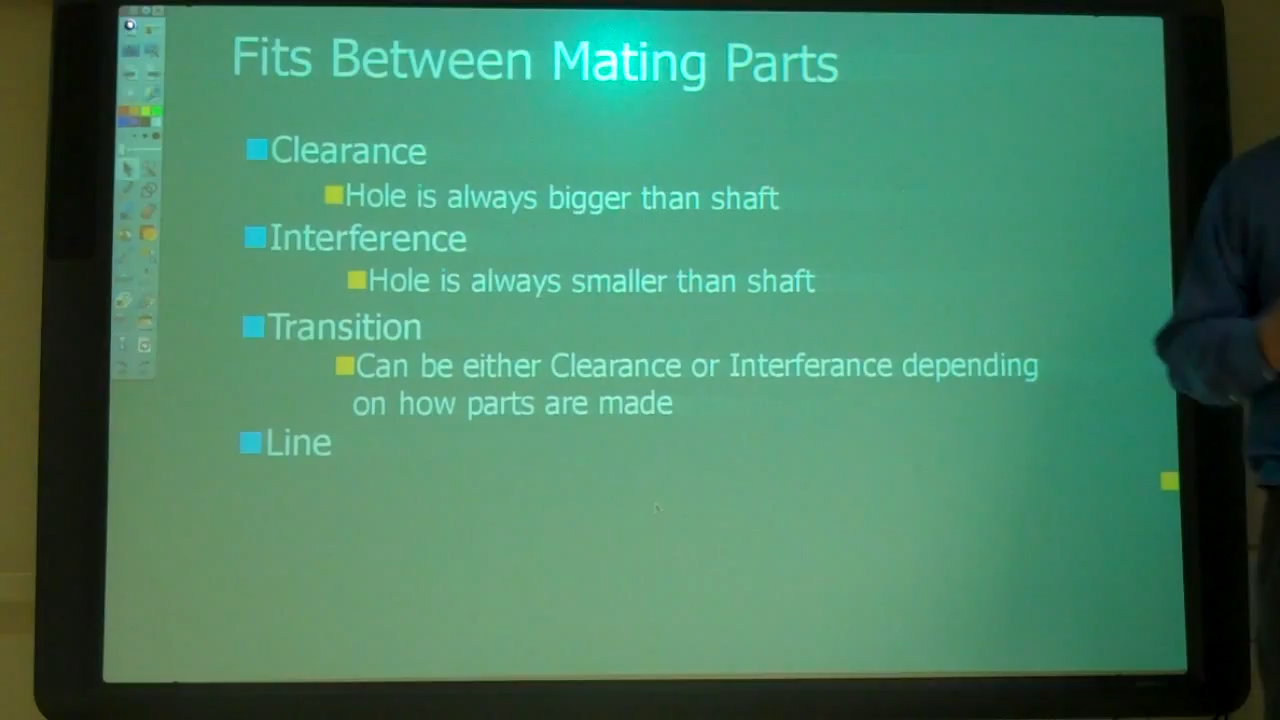 Fits Between Mating Parts
Clearance
Hole is always bigger than shaft
Interference
Hole is always smaller than shaft
Transition
Can be either Clearance or Interferance depending
on how parts are made
Line